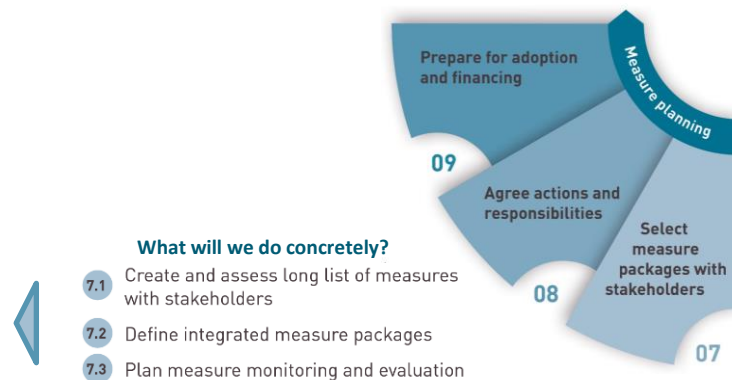 Prepare for adoption
and financing
Measure planning
09
Agree actions and
responsibilities
Select
measure
packages with
stakeholders
08
07
What will we do concretely?
7.1 Create and assess long list of measures
with stakeholders
7.2 Define integrated measure packages
7.3 Plan measure monitoring and evaluation